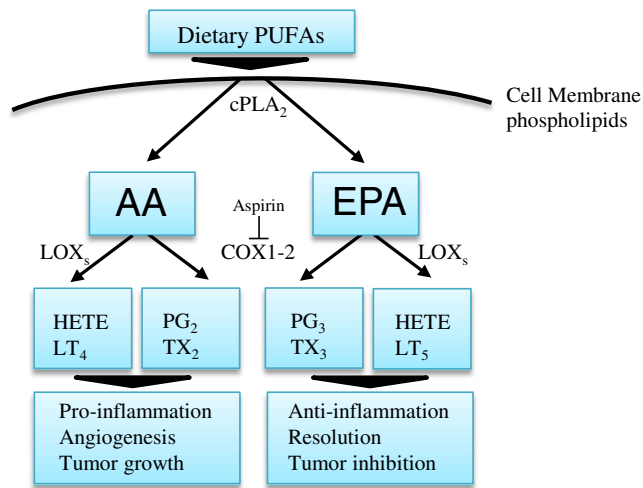 Dietary PUFAs
Cell Membrane
phospholipids
cPLA₂
AA
EPA
Aspirin
COX1-2
LOXₛ
LOXₛ
HETE
LT₄
PG₂
TX₂
PG₃
TX₃
HETE
LT₅
Pro-inflammation
Angiogenesis
Tumor growth
Anti-inflammation
Resolution
Tumor inhibition